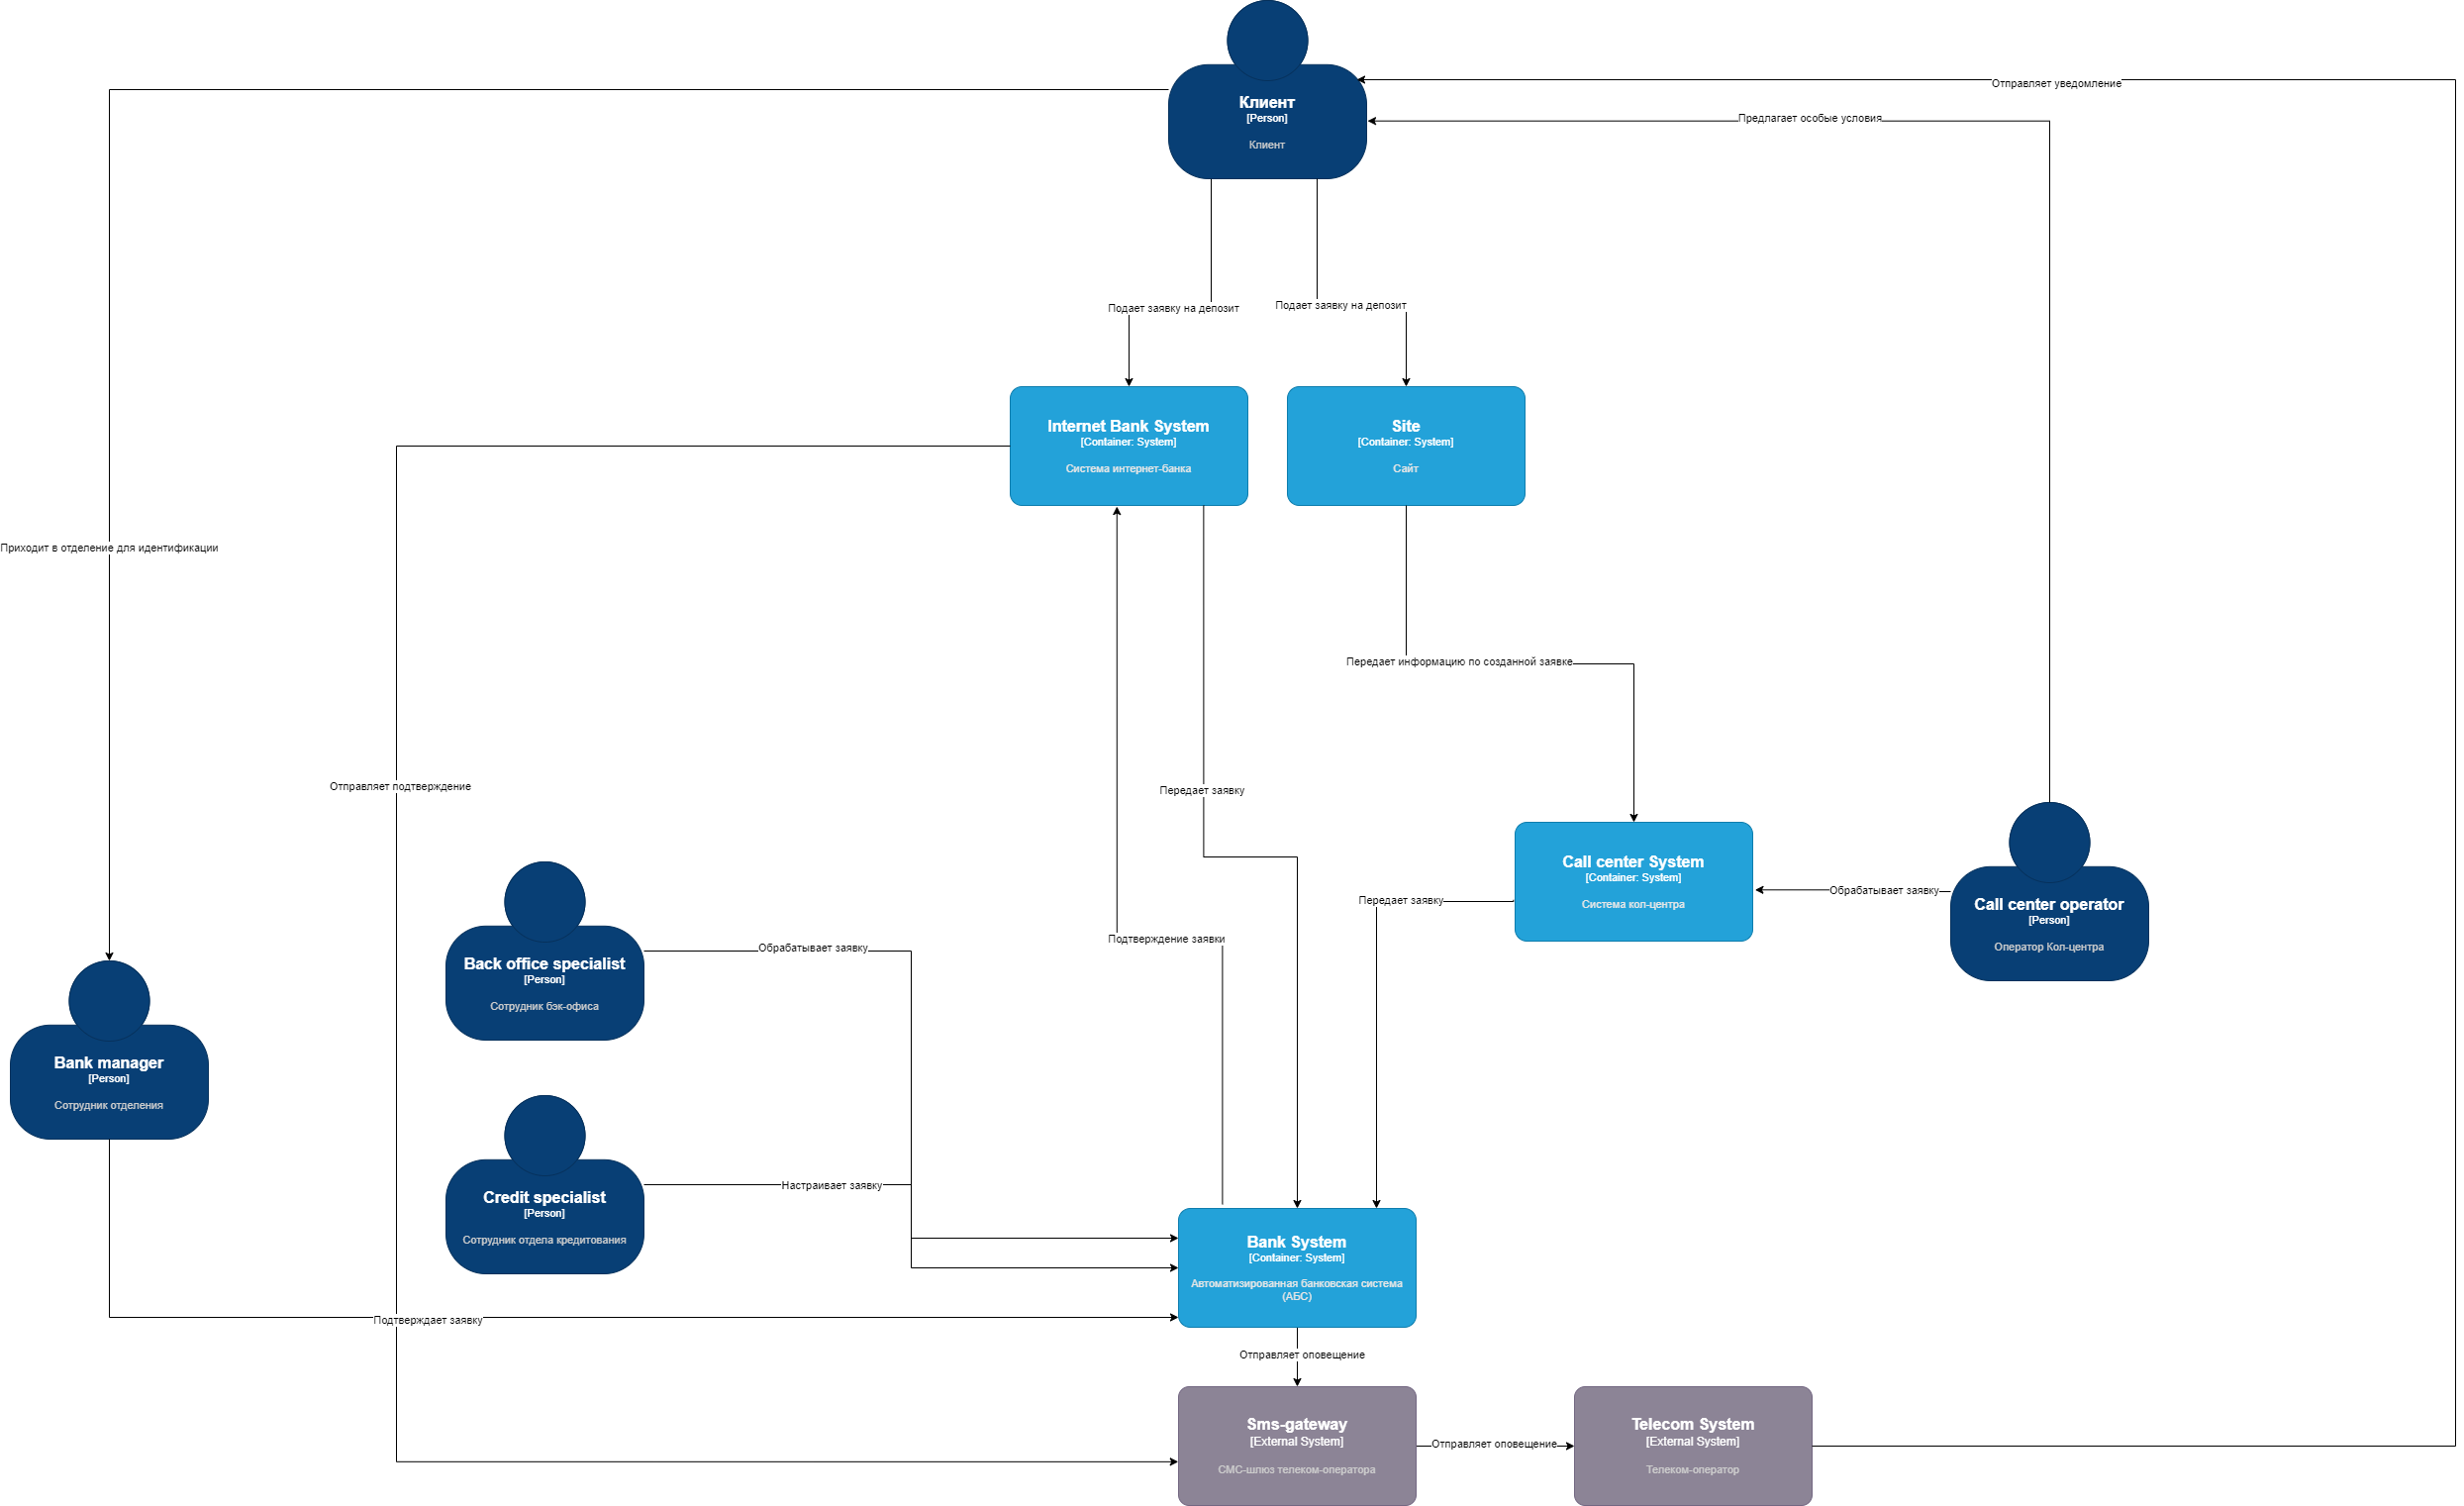 Клиент
[Person]
Клиент
Отправляет уведомление
Предлагает особые условия
Подает заявку на депозит
Подает заявку на депозит
Internet Bank System
[Container: System]
Система интернет-банка
Site
[Container: System]
Сайт
Приходит в отделение для идентификации
Передает информацию по созданной заявке
Отправляет подтверждение
Передает заявку
Call center System
[Container: System]
Система кол-центра
Обрабатывает заявку
Call center operator
[Person]
Оператор Кол-центра
Передает заявку
Подтверждение заявки
Обрабатывает заявку
Back office specialist
[Person]
Сотрудник бэк-офиса
Bank manager
[Person]
Сотрудник отделения
Настраивает заявку
Credit specialist
[Person]
Сотрудник отдела кредитования
Bank System
[Container: System]
Автоматизированная банковская система
(АБС)
Подтверждает заявку
Отправляет оповещение
Sms-gateway
[External System]
СМС-шлюз телеком-оператора
Отправляет оповещение
Telecom System
[External System]
Телеком-оператор